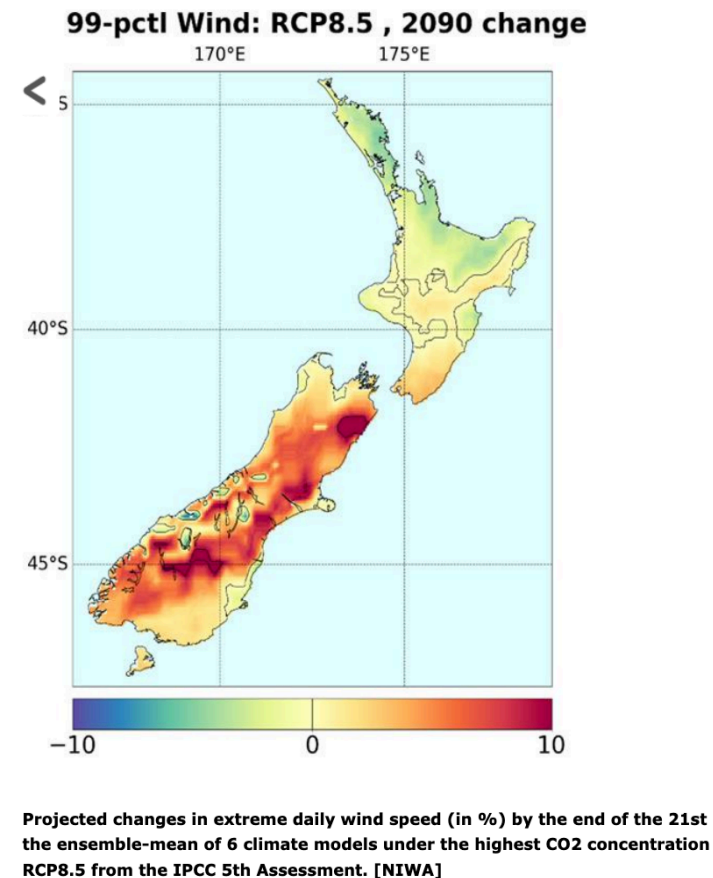 99-pctl Wind: RCP8.5 , 2090 change
170°E 175°E
S
40°S
45°S
−10 0 10
Projected changes in extreme daily wind speed (in %) by the end of the 21st
the ensemble-mean of 6 climate models under the highest CO2 concentration
RCP8.5 from the IPCC 5th Assessment. [NIWA]